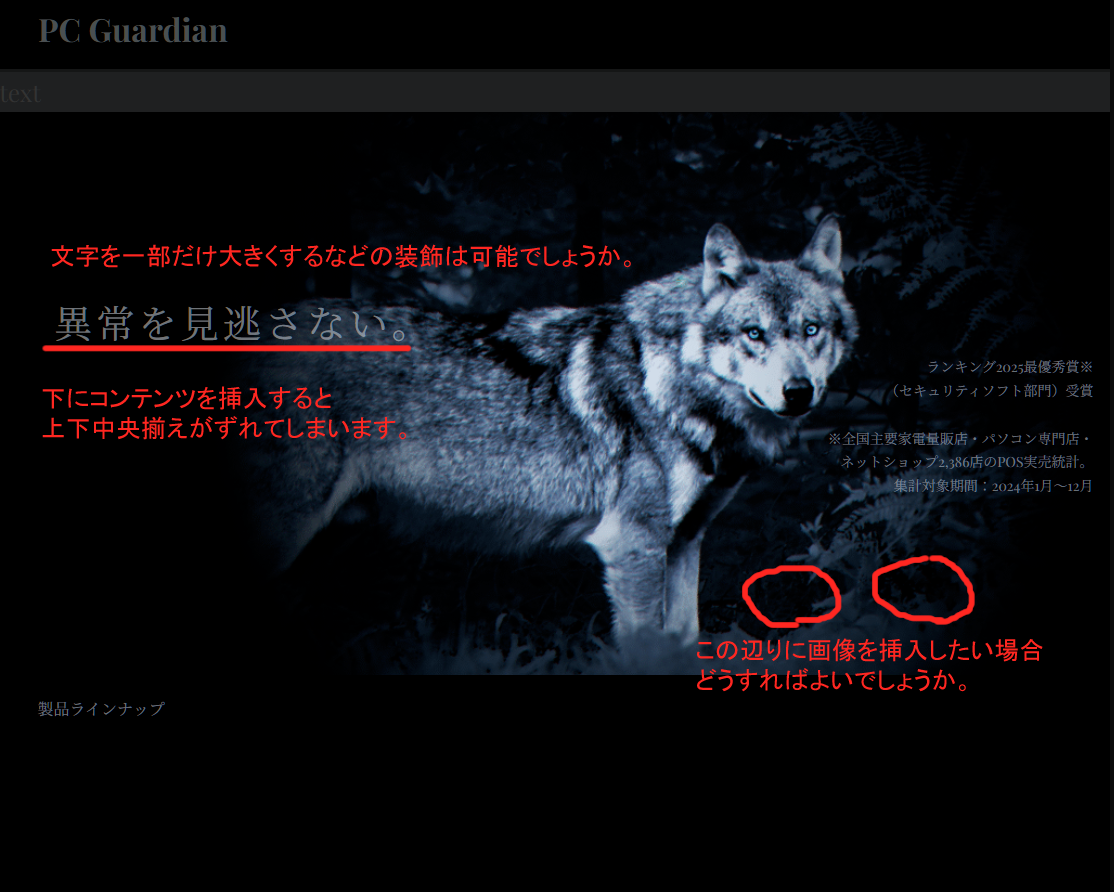 PC Guardian
text
文字を一部だけ大きくするなどの装飾は可能でしょうか。
異常を見逃さない。
下にコンテンツを挿入すると
上下中央揃えがずれてしまいます。
ランキング2025最優秀賞※
（セキュリティソフト部門）受賞
※全国主要家電量販店・パソコン専門店・
ネットショップ2,386店のPOS実売統計。
集計対象期間：2024年1月～12月
この辺りに画像を挿入したい場合
どうすればよいでしょうか。
製品ラインナップ